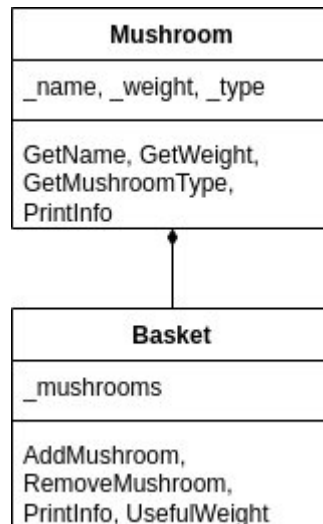 Mushroom
_name, _weight, _type
GetName, GetWeight,
GetMushroomType,
PrintInfo
Basket
_mushrooms
AddMushroom,
RemoveMushroom,
PrintInfo, UsefulWeight